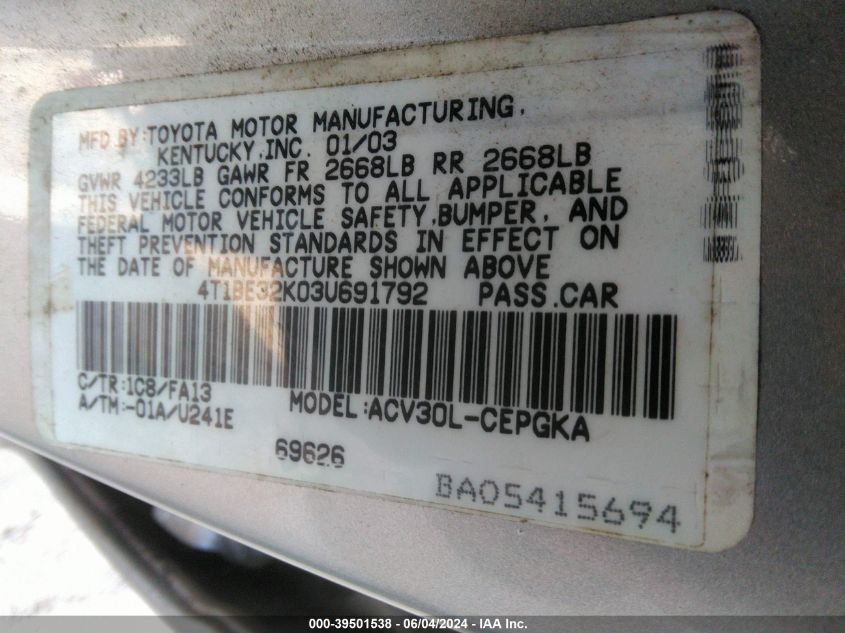 MFD BY:TOYOTA MOTOR MANUFACTURING,
KENTUCKY,INC. 01/03
GVWR 4233LB GAWR FR 2668LB RR 2668LB
THIS VEHICLE CONFORMS TO ALL APPLICABLE
FEDERAL MOTOR VEHICLE SAFETY,BUMPER, AND
THEFT PREVENTION STANDARDS IN EFFECT ON
THE DATE OF MANUFACTURE SHOWN ABOVE
4T1BE32K03U691792 PASS.CAR
C/TR:1C8/FA13
A/TM:-01A/U241E MODEL:ACV30L-CEPGKA
69626
BA05415694
000-39501538 - 06/04/2024 - IAAI.COM